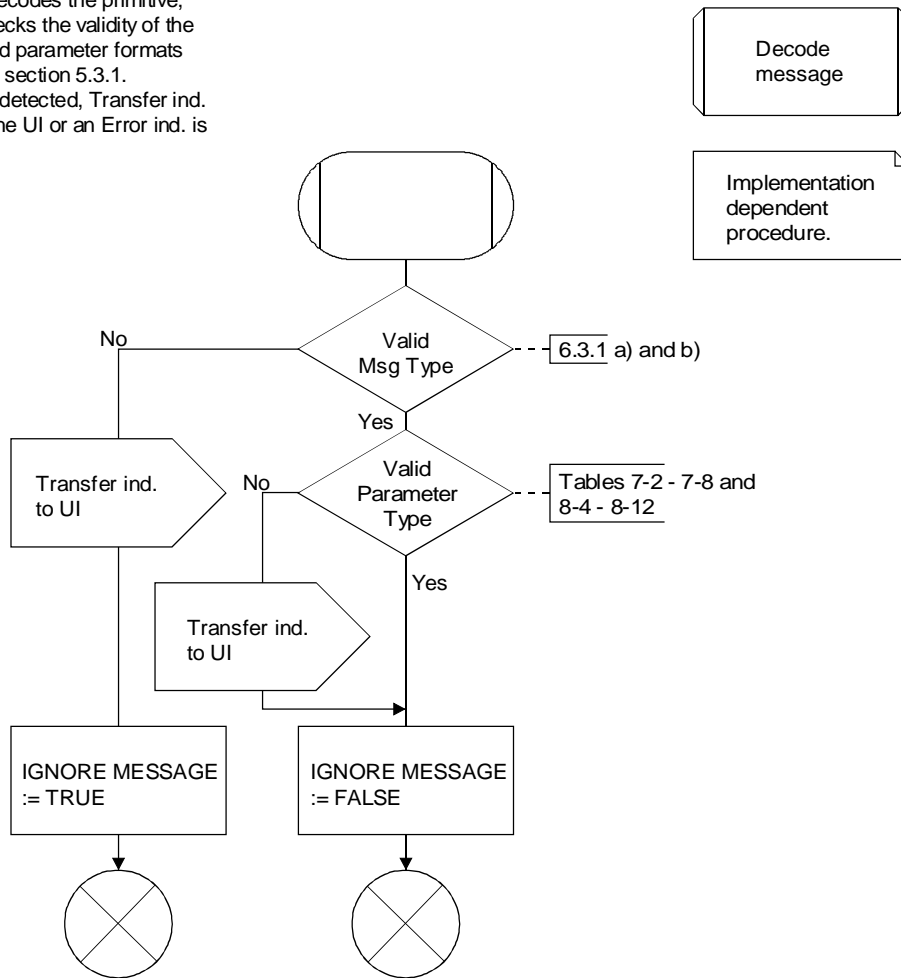 ecodes the primitive,
ecks the validity of the
d parameter formats
section 5.3.1.
detected, Transfer ind.
ne UI or an Error ind. is
Decode
message
Implementation
dependent
procedure.
No
Valid
Msg Type
6.3.1 a) and b)
Yes
Transfer ind.
to UI
No
Valid
Parameter
Type
Tables 7-2 - 7-8 and
8-4 - 8-12
Yes
Transfer ind.
to UI
IGNORE MESSAGE
:= TRUE
IGNORE MESSAGE
:= FALSE